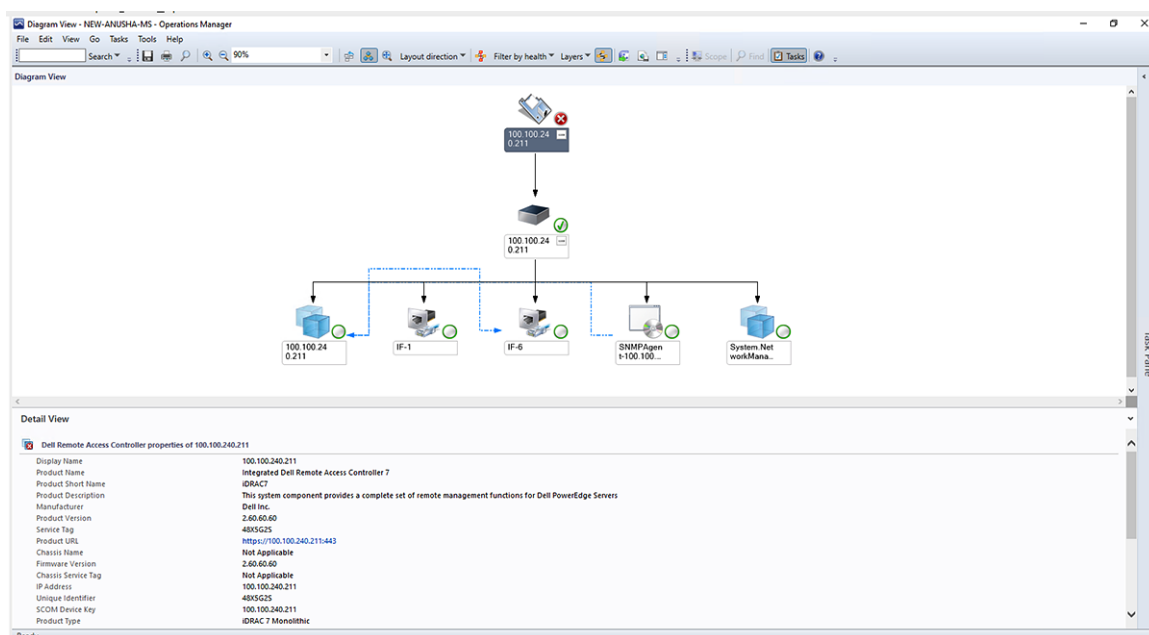 Diagram View - NEW-ANUSHA-MS - Operations Manager
File Edit View Go Tasks Tools Help
Search 90% Layout direction Filter by health Layers Scope Find Tasks
Diagram View
100.100.24
0.211
100.100.24
0.211
100.100.24
0.211
IF-1
IF-6
SNMPAgen
t-100.100...
System.Net
workMana..
Task Pane
Detail View
Dell Remote Access Controller properties of 100.100.240.211
Display Name 100.100.240.211
Product Name Integrated Dell Remote Access Controller 7
Product Short Name iDRAC7
Product Description This system component provides a complete set of remote management functions for Dell PowerEdge Servers
Manufacturer Dell Inc.
Product Version 2.60.60.60
Service Tag 48X5G2S
Product URL https://100.100.240.211:443
Chassis Name Not Applicable
Firmware Version 2.60.60.60
Chassis Service Tag Not Applicable
IP Address 100.100.240.211
Unique Identifier 48X5G2S
SCOM Device Key 100.100.240.211
Product Type iDRAC 7 Monolithic